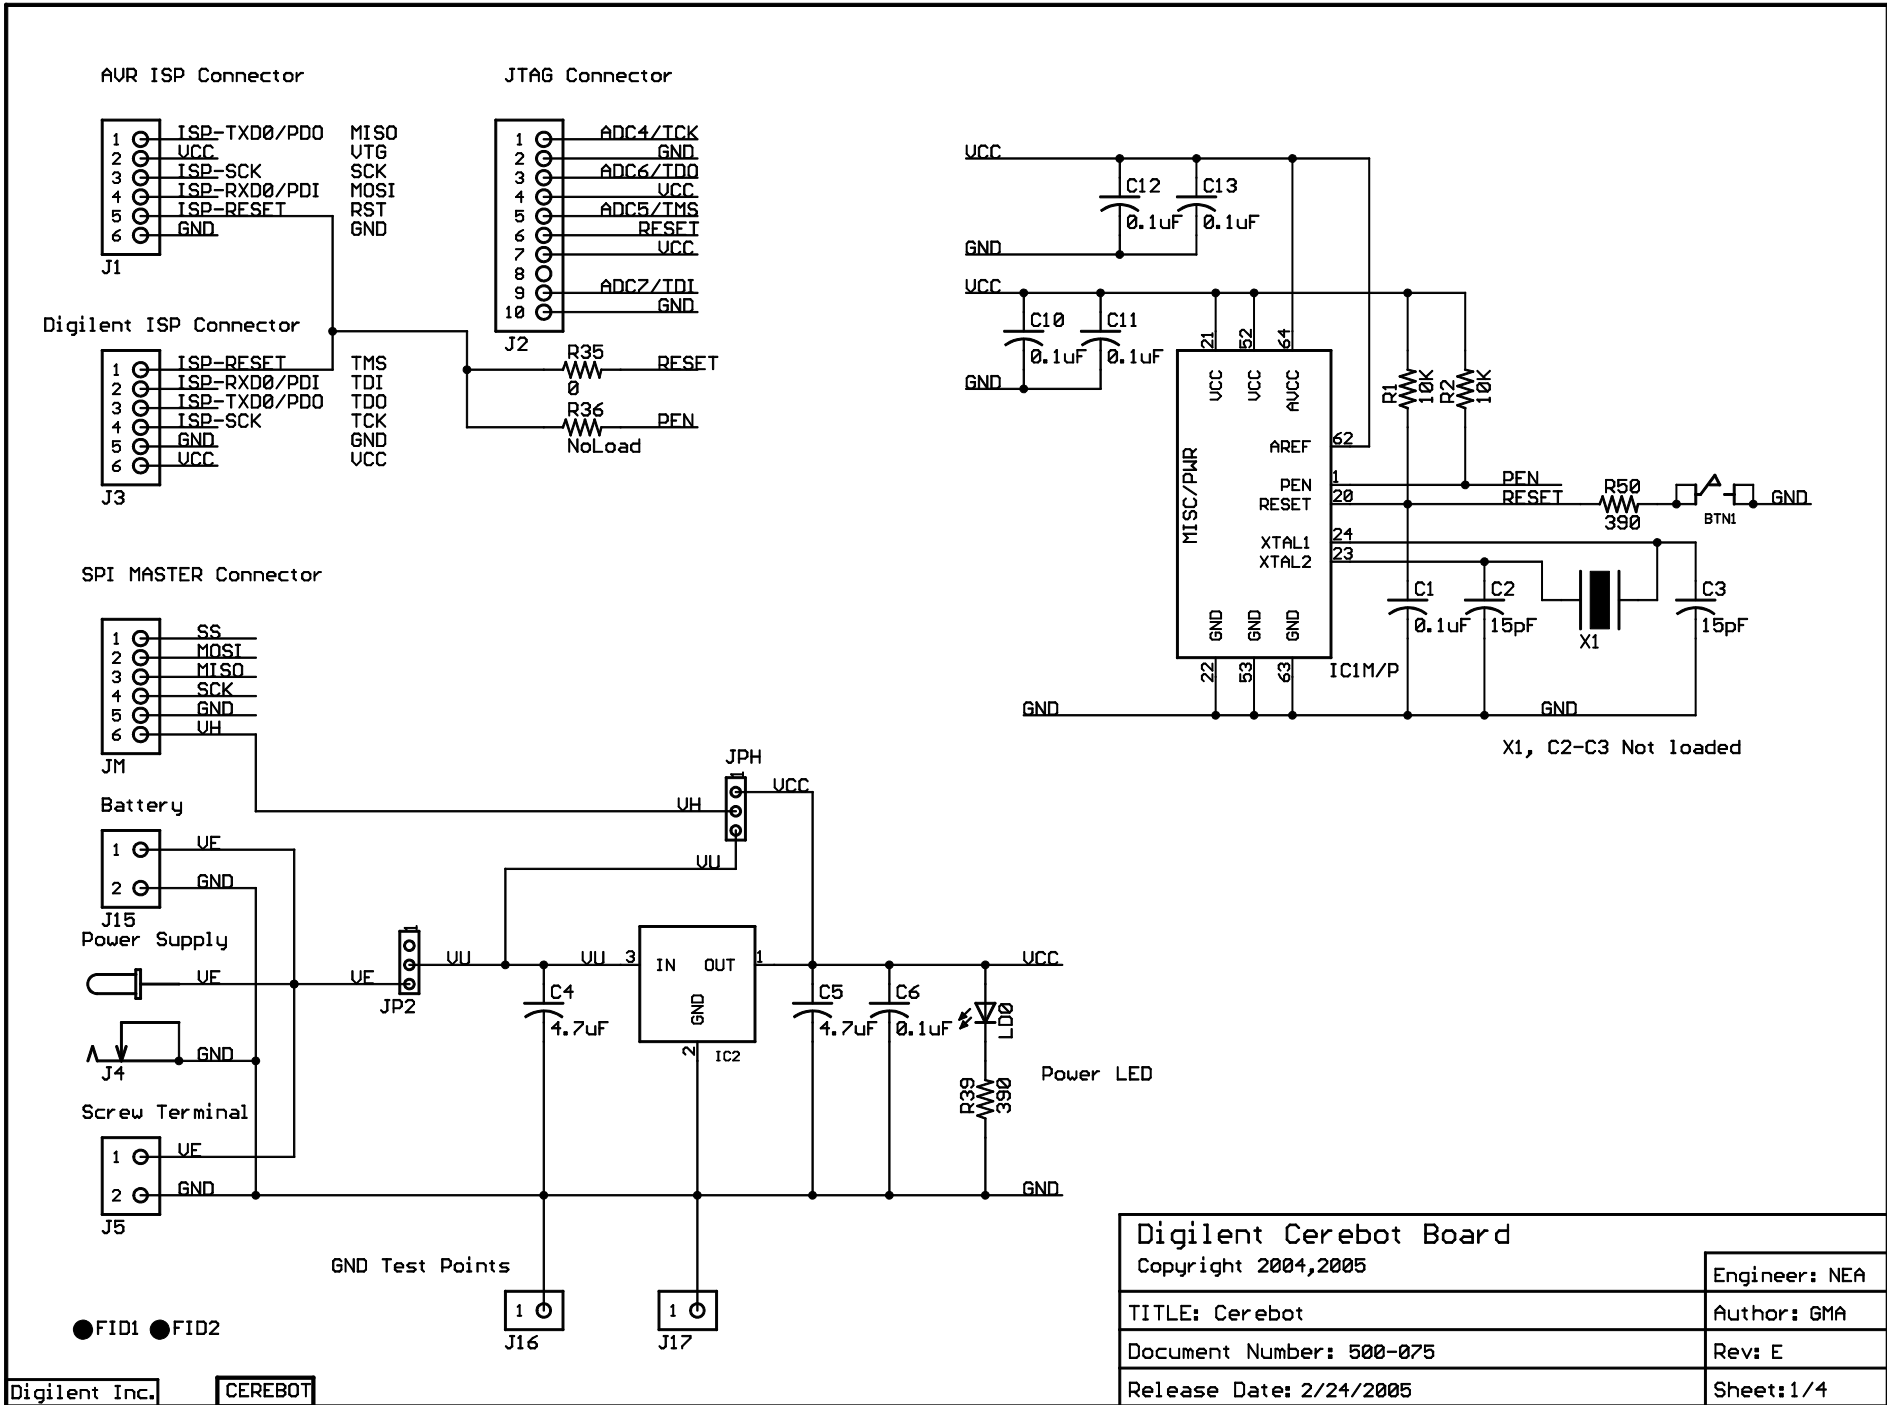 AVR ISP Connector
1 ISP-TXD0/PDO MISO
2 VCC VTG
3 ISP-SCK SCK
4 ISP-RXD0/PDI MOSI
5 ISP-RESET RST
6 GND GND
J1
JTAG Connector
1 ADC4/TCK
2 GND
3 ADC6/TDO
4 VCC
5 ADC5/TMS
6 RESET
7 VCC
8
9 ADC7/TDI
10 GND
J2
Digilent ISP Connector
1 ISP-RESET TMS
2 ISP-RXD0/PDI TDI
3 ISP-TXD0/PDO TDO
4 ISP-SCK TCK
5 GND GND
6 VCC VCC
J3
R35
0
RESET
R36
NoLoad
PEN
VCC
C12
0.1uF
C13
0.1uF
GND
VCC
C10
0.1uF
C11
0.1uF
GND
21
52
64
VCC
VCC
AVCC
MISC/PWR
AREF 62
PEN 1
RESET 20
XTAL1 24
XTAL2 23
GND
GND
GND
22
53
63
IC1M/P
R1
10K
R2
10K
PEN
RESET
R50
390
BTN1
GND
C1
0.1uF
C2
15pF
X1
C3
15pF
GND
GND
X1, C2-C3 Not loaded
SPI MASTER Connector
1 SS
2 MOSI
3 MISO
4 SCK
5 GND
6 VH
JM
JPH
1
VCC
VH
VU
Battery
1 VE
2 GND
J15
Power Supply
VE
VE
GND
J4
1
JP2
VU
VU
3 IN OUT 1
GND
2
IC2
C4
4.7uF
C5
4.7uF
C6
0.1uF
LD0
VCC
R39
390
Power LED
Screw Terminal
1 VE
2 GND
J5
GND
GND Test Points
1
J16
1
J17
FID1
FID2
Digilent Inc.
CEREBOT
Digilent Cerebot Board
Copyright 2004,2005
Engineer: NEA
TITLE: Cerebot
Author: GMA
Document Number: 500-075
Rev: E
Release Date: 2/24/2005
Sheet:1/4